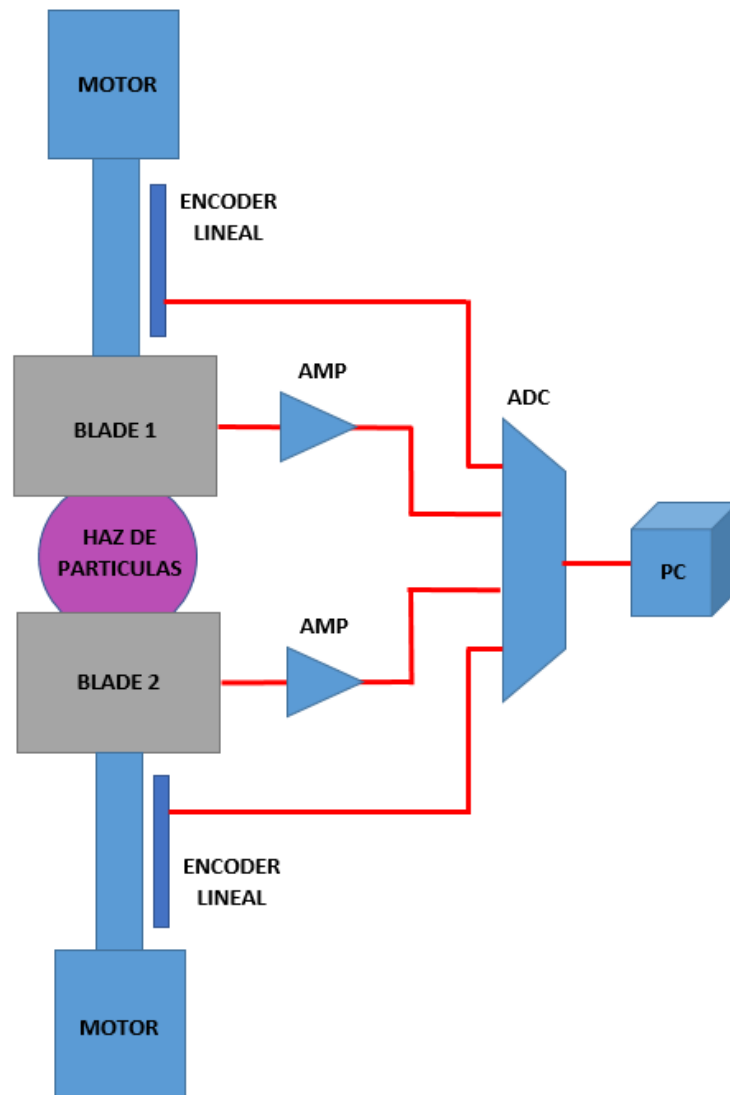 MOTOR
ENCODER
LINEAL
AMP
ADC
BLADE 1
HAZ DE
PARTICULAS
PC
AMP
BLADE 2
ENCODER
LINEAL
MOTOR